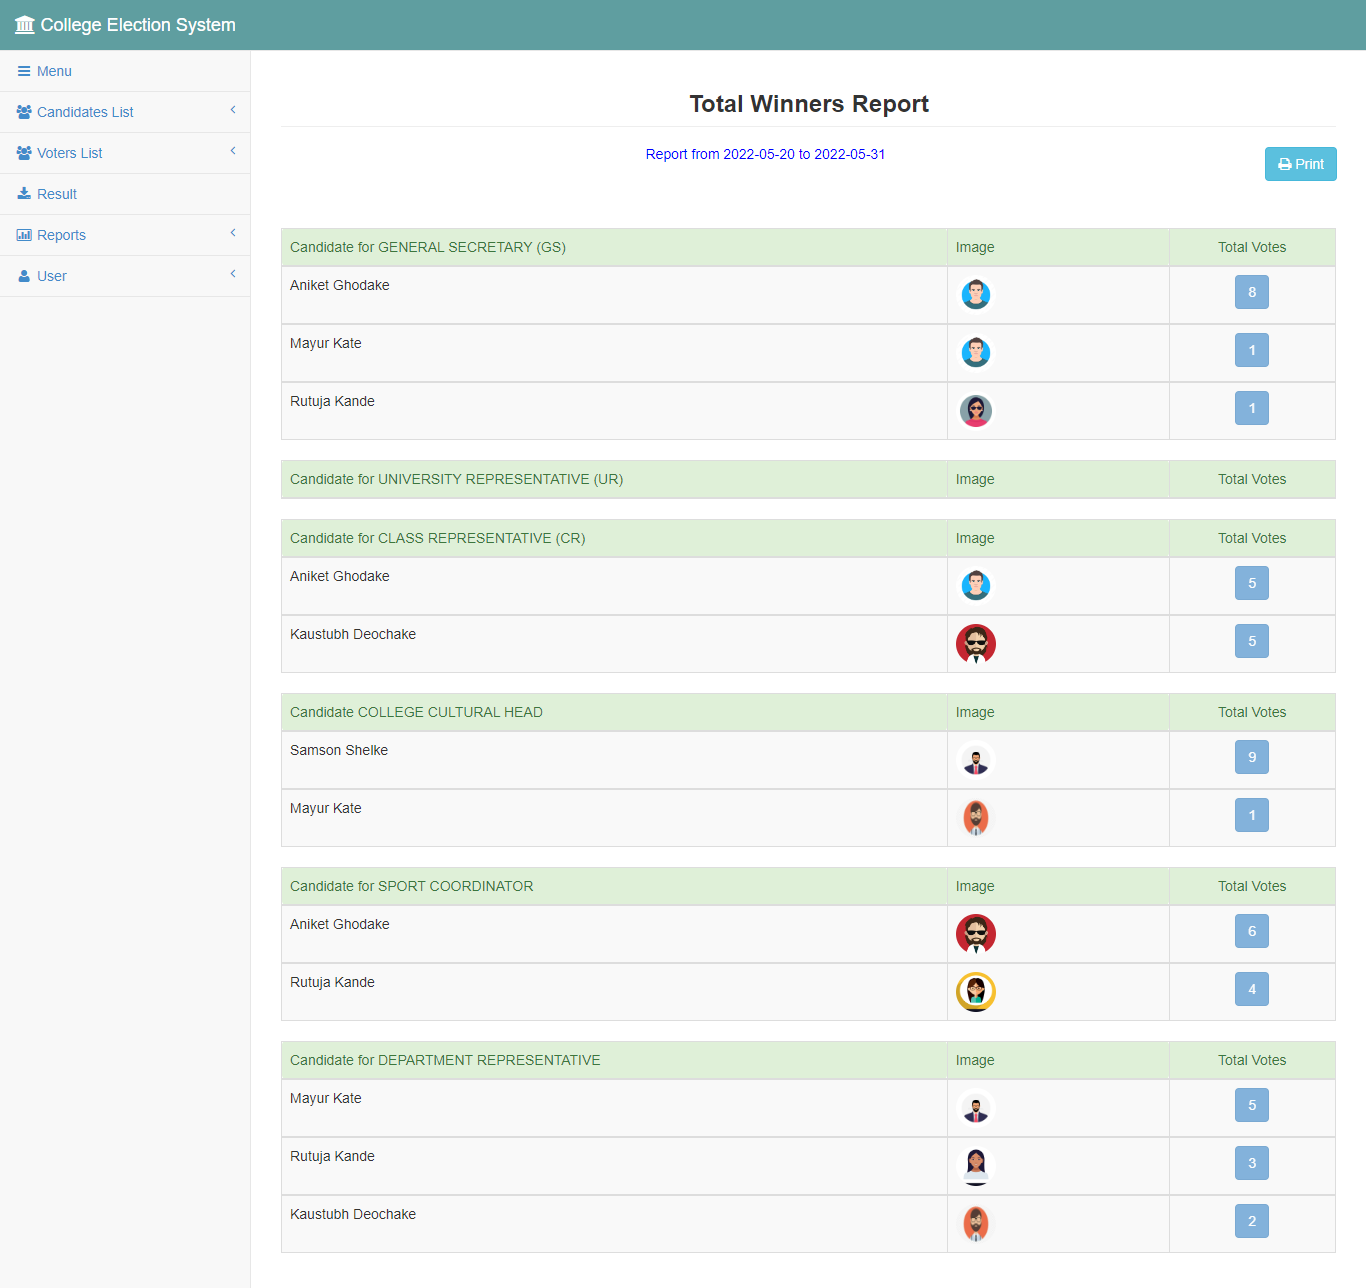 College Election System
Menu
Candidates List
Voters List
Result
Reports
User
Total Winners Report
Report from 2022-05-20 to 2022-05-31
Print
Candidate for GENERAL SECRETARY (GS) Image Total Votes
Aniket Ghodake 8
Mayur Kate 1
Rutuja Kande 1
Candidate for UNIVERSITY REPRESENTATIVE (UR) Image Total Votes
Candidate for CLASS REPRESENTATIVE (CR) Image Total Votes
Aniket Ghodake 5
Kaustubh Deochake 5
Candidate COLLEGE CULTURAL HEAD Image Total Votes
Samson Shelke 9
Mayur Kate 1
Candidate for SPORT COORDINATOR Image Total Votes
Aniket Ghodake 6
Rutuja Kande 4
Candidate for DEPARTMENT REPRESENTATIVE Image Total Votes
Mayur Kate 5
Rutuja Kande 3
Kaustubh Deochake 2